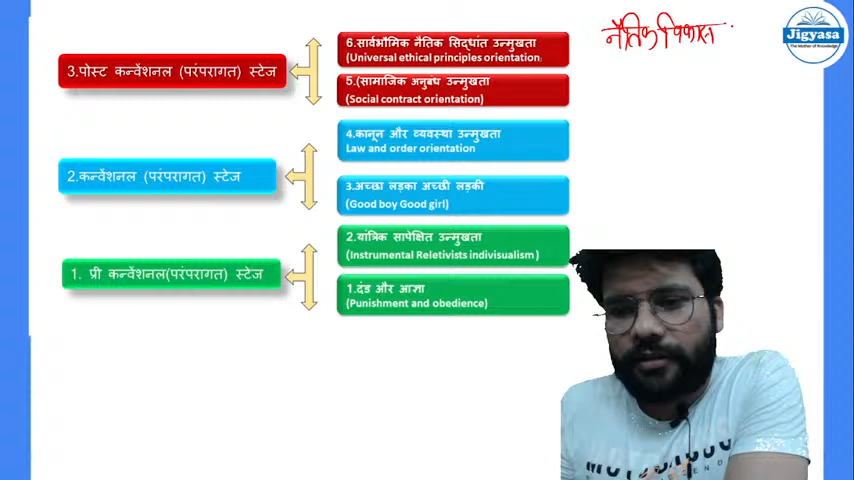 नैतिक विकास
Jigyasa
The Mother of Knowledge
6.सार्वभौमिक नैतिक सिद्धांत उन्मुखता
(Universal ethical principles orientation)
3.पोस्ट कन्वेंशनल (परंपरागत) स्टेज
5.(सामाजिक अनुबंध उन्मुखता
(Social contract orientation)
4.कानून और व्यवस्था उन्मुखता
Law and order orientation
2.कन्वेंशनल (परंपरागत) स्टेज
3.अच्छा लड़का अच्छी लड़की
(Good boy Good girl)
2.यांत्रिक सापेक्षित उन्मुखता
(Instrumental Reletivists indivisualism)
1. प्री कन्वेंशनल(परंपरागत) स्टेज
1.दंड और आज्ञा
(Punishment and obedience)